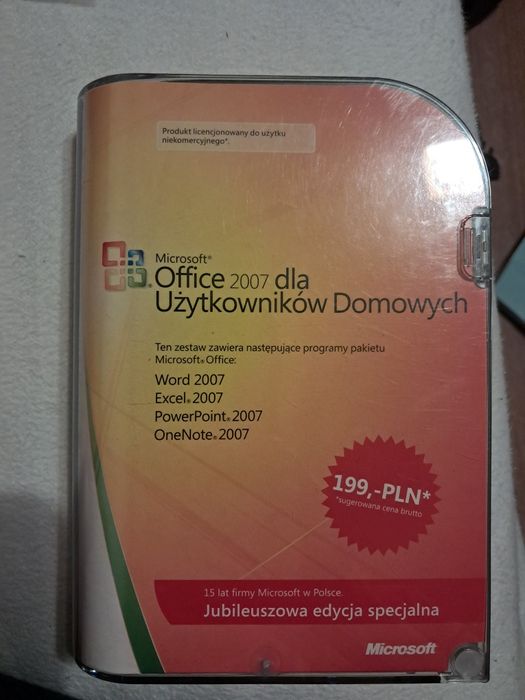 Produkt licencjonowany do użytku
niekomercyjnego*.
Microsoft®
Office 2007 dla
Użytkowników Domowych
Ten zestaw zawiera następujące programy pakietu
Microsoft® Office:
Word 2007
Excel® 2007
PowerPoint® 2007
OneNote® 2007
199,-PLN*
*sugerowana cena brutto
15 lat firmy Microsoft w Polsce.
Jubileuszowa edycja specjalna
Microsoft